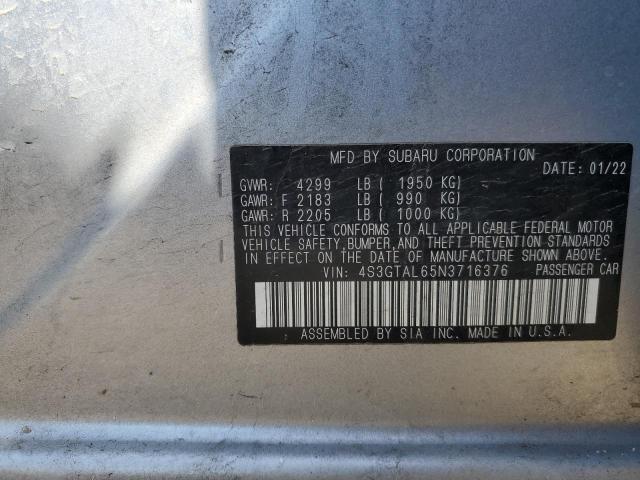 MFD BY SUBARU CORPORATION
DATE: 01/22
GVWR: 4299 LB ( 1950 KG)
GAWR: F 2183 LB ( 990 KG)
GAWR: R 2205 LB ( 1000 KG)
THIS VEHICLE CONFORMS TO ALL APPLICABLE FEDERAL MOTOR
VEHICLE SAFETY,BUMPER,AND THEFT PREVENTION STANDARDS
IN EFFECT ON THE DATE OF MANUFACTURE SHOWN ABOVE.
VIN: 4S3GTAL65N3716376 PASSENGER CAR
ASSEMBLED BY SIA INC. MADE IN U.S.A.